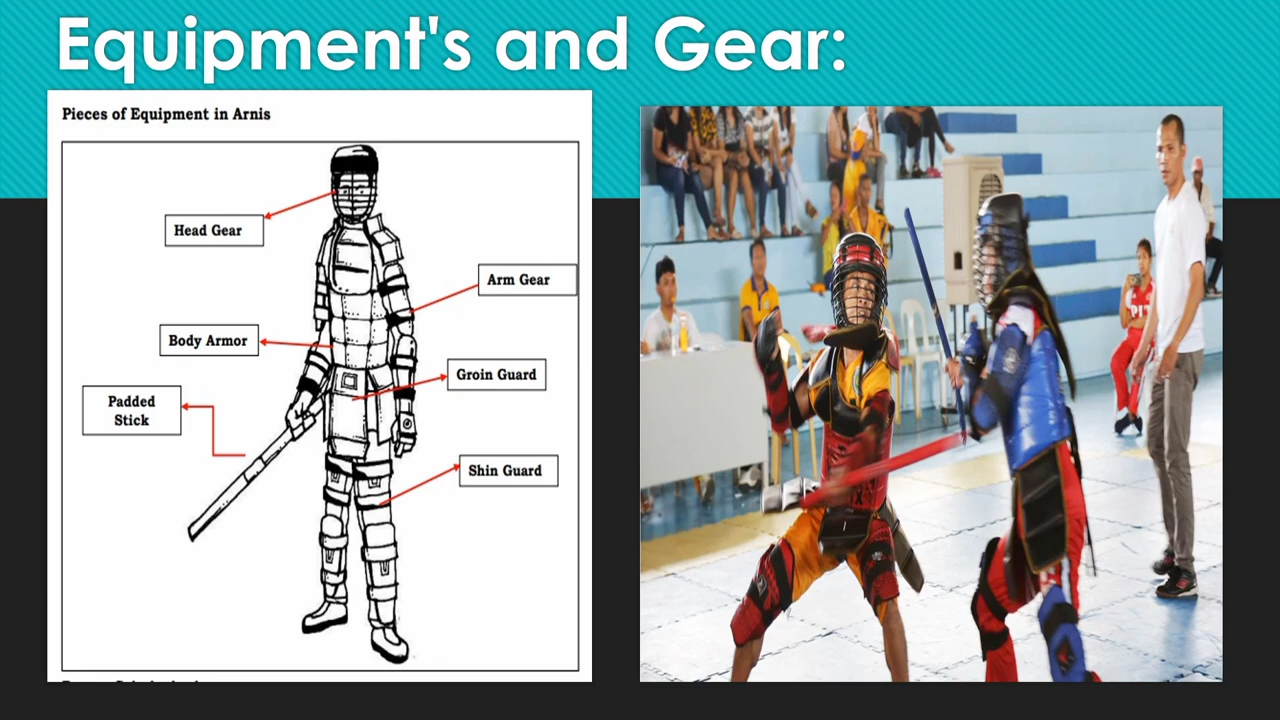 Equipment's and Gear:
Pieces of Equipment in Arnis
Head Gear
Arm Gear
Body Armor
Groin Guard
Padded
Stick
Shin Guard